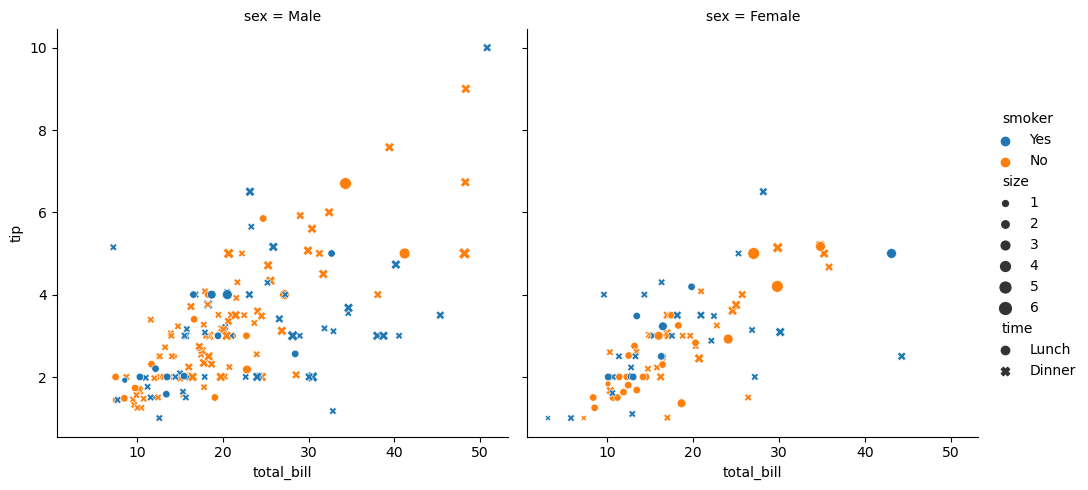 sex = Male
sex = Female
10
8
6
4
2
tip
10
20
30
40
50
total_bill
10
20
30
40
50
total_bill
smoker
Yes
No
size
1
2
3
4
5
6
time
Lunch
Dinner